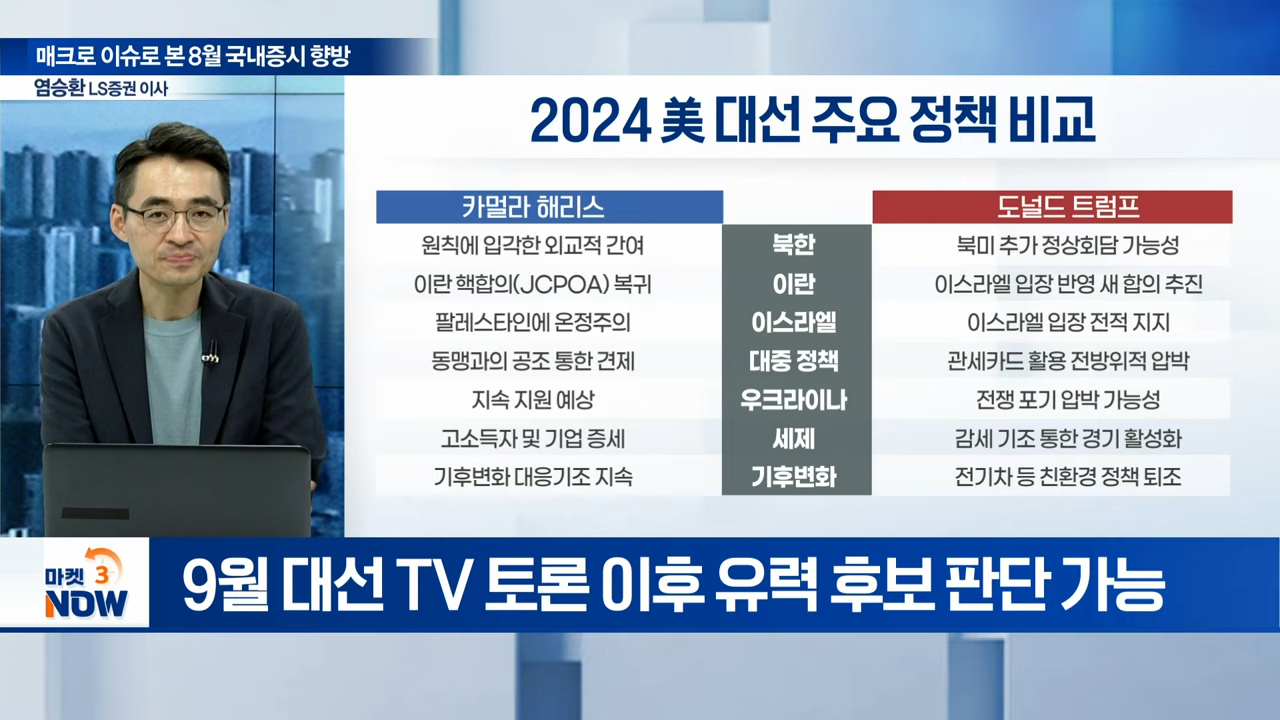 매크로 이슈로 본 8월 국내증시 향방
염승환 LS증권 이사
2024 美 대선 주요 정책 비교
카멀라 해리스 도널드 트럼프
원칙에 입각한 외교적 간여 북한 북미 추가 정상회담 가능성
이란 핵합의(JCPOA) 복귀 이란 이스라엘 입장 반영 새 합의 추진
팔레스타인에 온정주의 이스라엘 이스라엘 입장 전적 지지
동맹과의 공조 통한 견제 대중 정책 관세카드 활용 전방위적 압박
지속 지원 예상 우크라이나 전쟁 포기 압박 가능성
고소득자 및 기업 증세 세제 감세 기조 통한 경기 활성화
기후변화 대응기조 지속 기후변화 전기차 등 친환경 정책 퇴조
마켓 3
NOW
9월 대선 TV 토론 이후 유력 후보 판단 가능